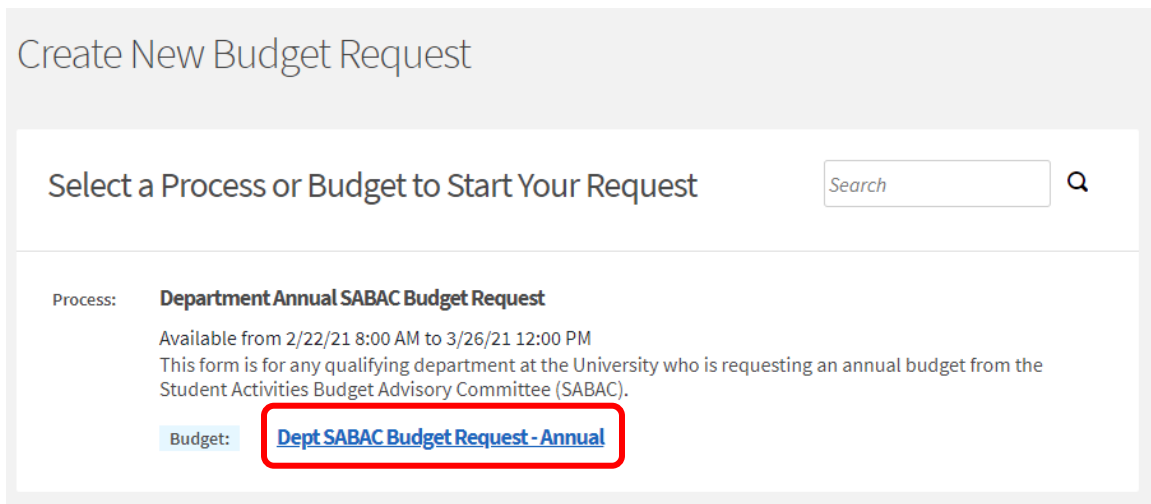 Create New Budget Request
Select a Process or Budget to Start Your Request
Search
Process:
Department Annual SABAC Budget Request
Available from 2/22/21 8:00 AM to 3/26/21 12:00 PM
This form is for any qualifying department at the University who is requesting an annual budget from the
Student Activities Budget Advisory Committee (SABAC).
Budget:
Dept SABAC Budget Request - Annual